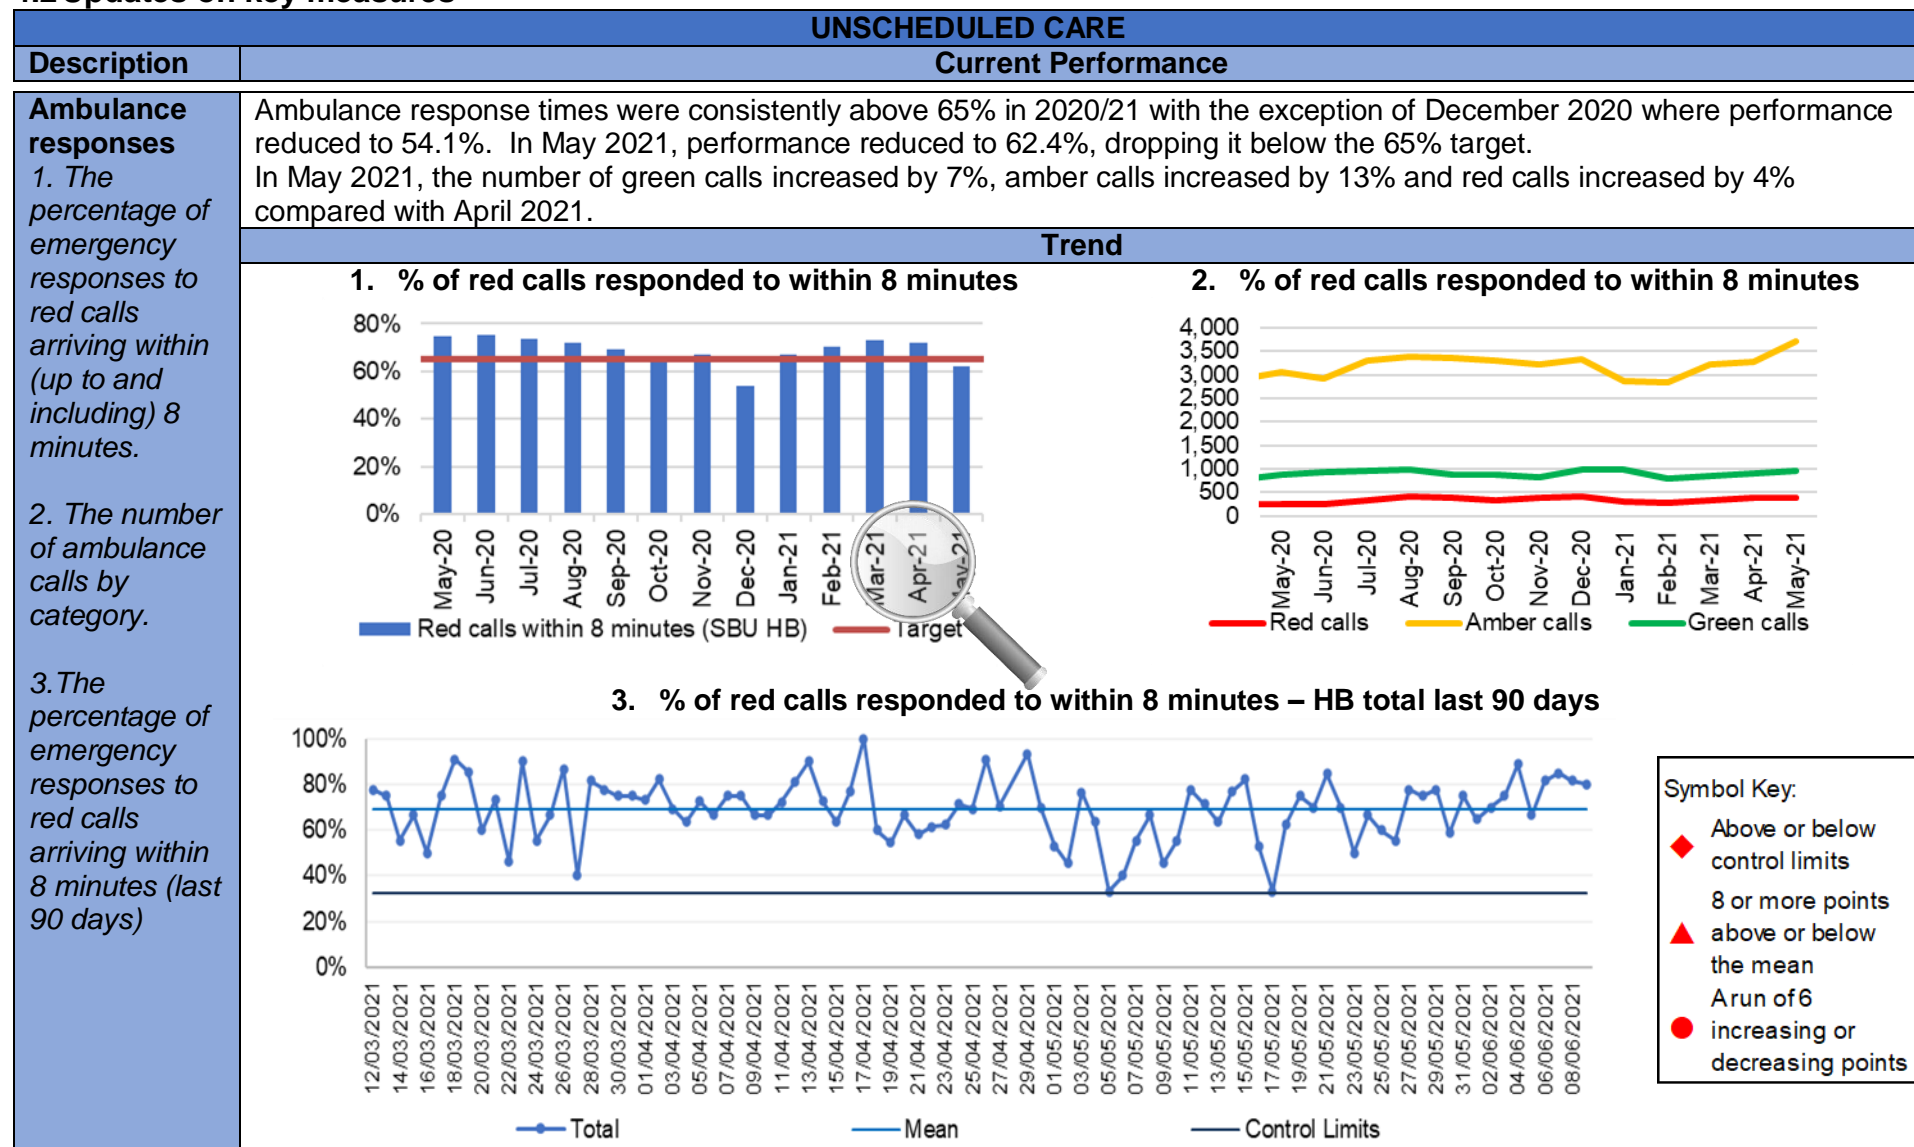 4.2 Updates on key measures
UNSCHEDULED CARE
Description
Current Performance
Ambulance
responses
1. The
percentage of
emergency
responses to
red calls
arriving within
(up to and
including) 8
minutes.
2. The number
of ambulance
calls by
category.
3.The
percentage of
emergency
responses to
red calls
arriving within
8 minutes (last
90 days)
Ambulance response times were consistently above 65% in 2020/21 with the exception of December 2020 where performance
reduced to 54.1%. In May 2021, performance reduced to 62.4%, dropping it below the 65% target.
In May 2021, the number of green calls increased by 7%, amber calls increased by 13% and red calls increased by 4%
compared with April 2021.
Trend
1. % of red calls responded to within 8 minutes
80%
60%
40%
20%
0%
May-20
Jun-20
Jul-20
Aug-20
Sep-20
Oct-20
Nov-20
Dec-20
Jan-21
Feb-21
Mar-21
Apr-21
May-21
Red calls within 8 minutes (SBU HB)
Target
2. % of red calls responded to within 8 minutes
4,000
3,500
3,000
2,500
2,000
1,500
1,000
500
0
May-20
Jun-20
Jul-20
Aug-20
Sep-20
Oct-20
Nov-20
Dec-20
Jan-21
Feb-21
Mar-21
Apr-21
May-21
Red calls
Amber calls
Green calls
3. % of red calls responded to within 8 minutes – HB total last 90 days
100%
80%
60%
40%
20%
0%
12/03/2021
14/03/2021
16/03/2021
18/03/2021
20/03/2021
22/03/2021
24/03/2021
26/03/2021
28/03/2021
30/03/2021
01/04/2021
03/04/2021
05/04/2021
07/04/2021
09/04/2021
11/04/2021
13/04/2021
15/04/2021
17/04/2021
19/04/2021
21/04/2021
23/04/2021
25/04/2021
27/04/2021
29/04/2021
01/05/2021
03/05/2021
05/05/2021
07/05/2021
09/05/2021
11/05/2021
13/05/2021
15/05/2021
17/05/2021
19/05/2021
21/05/2021
23/05/2021
25/05/2021
27/05/2021
29/05/2021
31/05/2021
02/06/2021
04/06/2021
06/06/2021
08/06/2021
Total
Mean
Control Limits
Symbol Key:
Above or below
control limits
8 or more points
above or below
the mean
A run of 6
increasing or
decreasing points